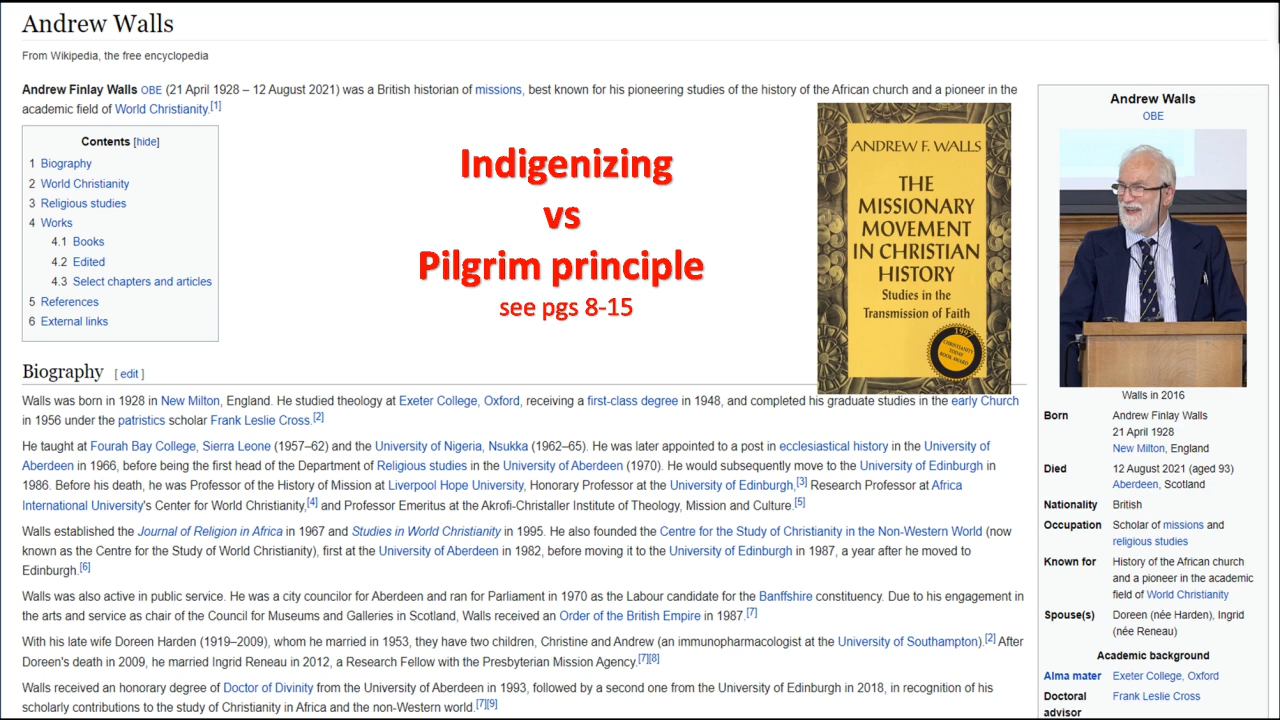 Andrew Walls
From Wikipedia, the free encyclopedia
Andrew Finlay Walls OBE (21 April 1928 – 12 August 2021) was a British historian of missions, best known for his pioneering studies of the history of the African church and a pioneer in the
academic field of World Christianity.[1]
Contents [hide]
1 Biography
2 World Christianity
3 Religious studies
4 Works
4.1 Books
4.2 Edited
4.3 Select chapters and articles
5 References
6 External links
Indigenizing
vs
Pilgrim principle
see pgs 8-15
ANDREW F. WALLS
THE
MISSIONARY
MOVEMENT
IN CHRISTIAN
HISTORY
Studies in the
Transmission of Faith
1997
CHRISTIANITY
TODAY
BOOK AWARD
Biography [ edit ]
Walls was born in 1928 in New Milton, England. He studied theology at Exeter College, Oxford, receiving a first-class degree in 1948, and completed his graduate studies in the early Church
in 1956 under the patristics scholar Frank Leslie Cross.[2]
He taught at Fourah Bay College, Sierra Leone (1957–62) and the University of Nigeria, Nsukka (1962–65). He was later appointed to a post in ecclesiastical history in the University of
Aberdeen in 1966, before being the first head of the Department of Religious studies in the University of Aberdeen (1970). He would subsequently move to the University of Edinburgh in
1986. Before his death, he was Professor of the History of Mission at Liverpool Hope University, Honorary Professor at the University of Edinburgh,[3] Research Professor at Africa
International University's Center for World Christianity,[4] and Professor Emeritus at the Akrofi-Christaller Institute of Theology, Mission and Culture.[5]
Walls established the Journal of Religion in Africa in 1967 and Studies in World Christianity in 1995. He also founded the Centre for the Study of Christianity in the Non-Western World (now
known as the Centre for the Study of World Christianity), first at the University of Aberdeen in 1982, before moving it to the University of Edinburgh in 1987, a year after he moved to
Edinburgh.[6]
Walls was also active in public service. He was a city councilor for Aberdeen and ran for Parliament in 1970 as the Labour candidate for the Banffshire constituency. Due to his engagement in
the arts and service as chair of the Council for Museums and Galleries in Scotland, Walls received an Order of the British Empire in 1987.[7]
With his late wife Doreen Harden (1919–2009), whom he married in 1953, they have two children, Christine and Andrew (an immunopharmacologist at the University of Southampton).[2] After
Doreen's death in 2009, he married Ingrid Reneau in 2012, a Research Fellow with the Presbyterian Mission Agency.[7][8]
Walls received an honorary degree of Doctor of Divinity from the University of Aberdeen in 1993, followed by a second one from the University of Edinburgh in 2018, in recognition of his
scholarly contributions to the study of Christianity in Africa and the non-Western world.[7][9]
Andrew Walls
OBE
Walls in 2016
Born Andrew Finlay Walls
21 April 1928
New Milton, England
Died 12 August 2021 (aged 93)
Aberdeen, Scotland
Nationality British
Occupation Scholar of missions and
religious studies
Known for History of the African church
and a pioneer in the academic
field of World Christianity
Spouse(s) Doreen (née Harden), Ingrid
(née Reneau)
Academic background
Alma mater Exeter College, Oxford
Doctoral Frank Leslie Cross
advisor